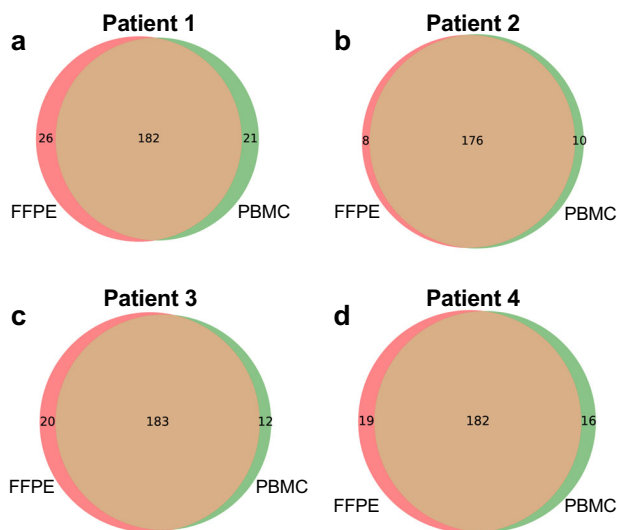 Patient 1
a
26
182
21
FFPE
PBMC
Patient 2
b
8
176
10
FFPE
PBMC
Patient 3
c
20
183
12
FFPE
PBMC
Patient 4
d
19
182
16
FFPE
PBMC